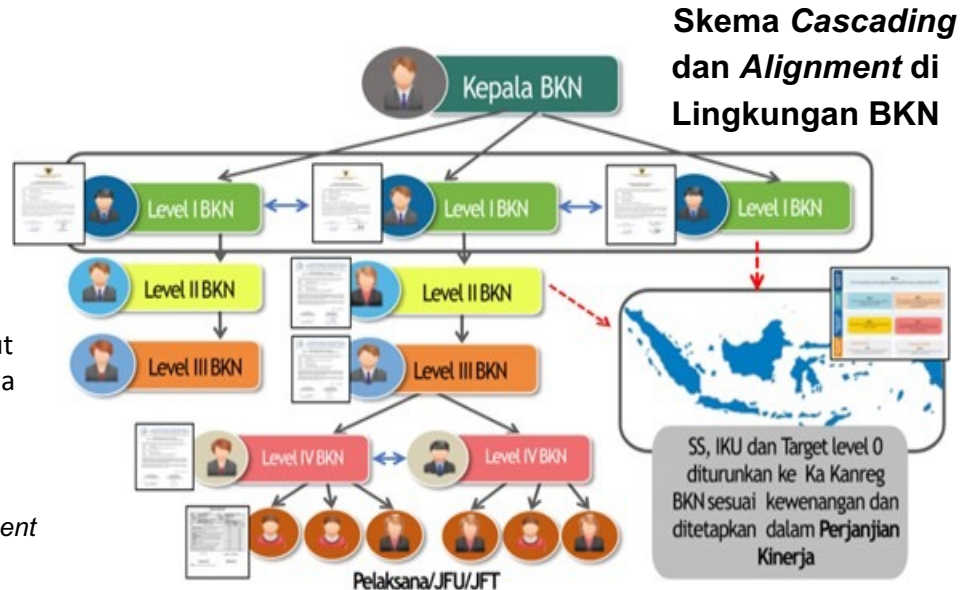 Skema Cascading
dan Alignment di
Lingkungan BKN
Kepala BKN
Level I BKN
Level I BKN
Level I BKN
Level II BKN
Level II BKN
ut
Level III BKN
Level III BKN
a
Level IV BKN
Level IV BKN
ent
Pelaksana/JFU/JFT
SS, IKU dan Target level 0
diturunkan ke Ka Kanreg
BKN sesuai kewenangan dan
ditetapkan dalam Perjanjian
Kinerja